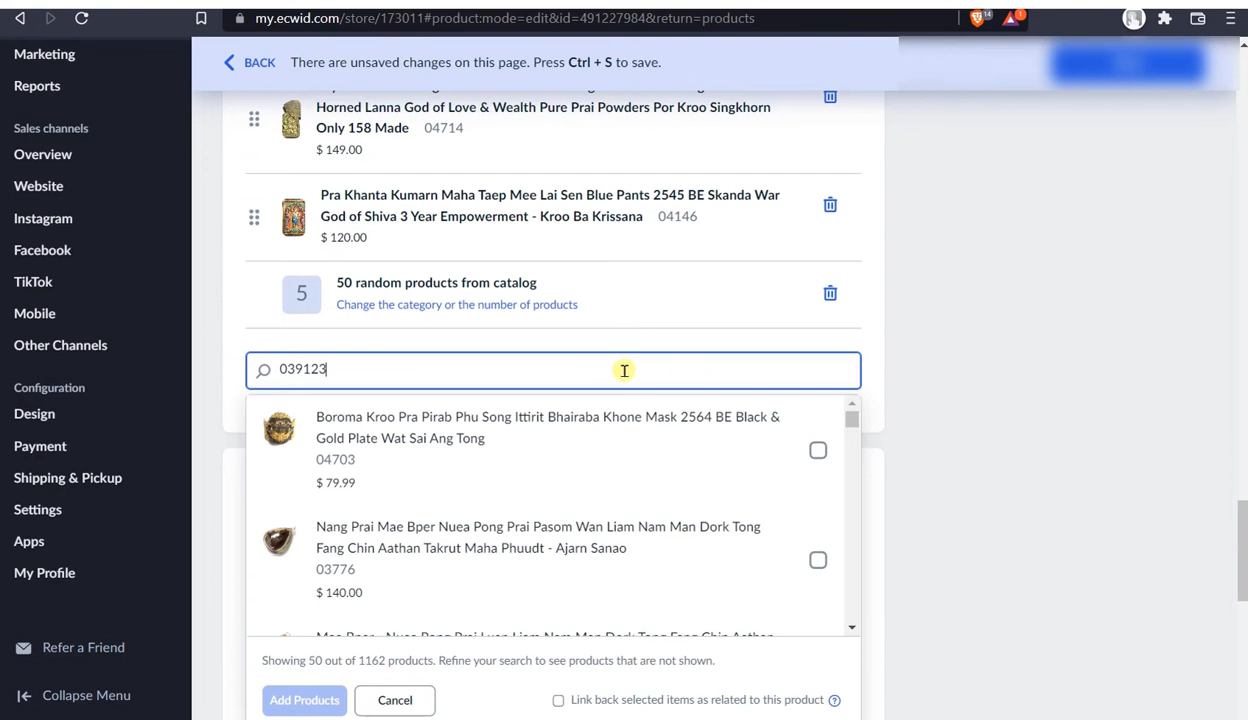 my.ecwid.com/store/173011#product:mode=edit&id=491227984&return=products
14
1
Marketing
Reports
Sales channels
Overview
Website
Instagram
Facebook
TikTok
Mobile
Other Channels
Configuration
Design
Payment
Shipping & Pickup
Settings
Apps
My Profile
Refer a Friend
Collapse Menu
BACK There are unsaved changes on this page. Press Ctrl + S to save.
Horned Lanna God of Love & Wealth Pure Prai Powders Por Kroo Singkhorn
Only 158 Made 04714
$ 149.00
Pra Khanta Kumarn Maha Taep Mee Lai Sen Blue Pants 2545 BE Skanda War
God of Shiva 3 Year Empowerment - Kroo Ba Krissana 04146
$ 120.00
5
50 random products from catalog
Change the category or the number of products
039123
Boroma Kroo Pra Pirab Phu Song Ittirit Bhairaba Khone Mask 2564 BE Black &
Gold Plate Wat Sai Ang Tong
04703
$ 79.99
Nang Prai Mae Bper Nuea Pong Prai Pasom Wan Liam Nam Man Dork Tong
Fang Chin Aathan Takrut Maha Phuudt - Ajarn Sanao
03776
$ 140.00
Mae Bper - Nuea Pong Prai Luan Liam Nam Man Dork Tong Fang Chin Aathan
Showing 50 out of 1162 products. Refine your search to see products that are not shown.
Add Products Cancel Link back selected items as related to this product